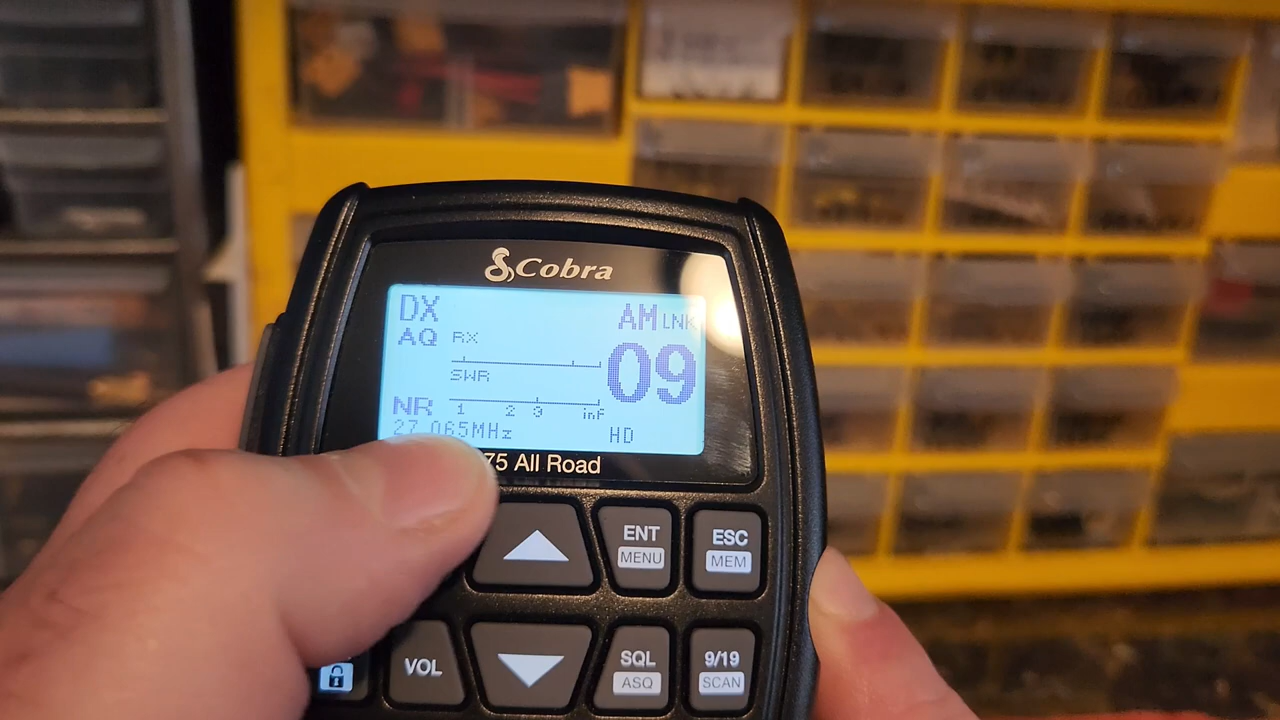 Cobra
DX
AM LNK
AQ RX
09
SWR
NR 1 2 3 inf
27.065MHz HD
75 All Road
ENT
MENU
ESC
MEM
VOL
SQL
ASQ
9/19
SCAN